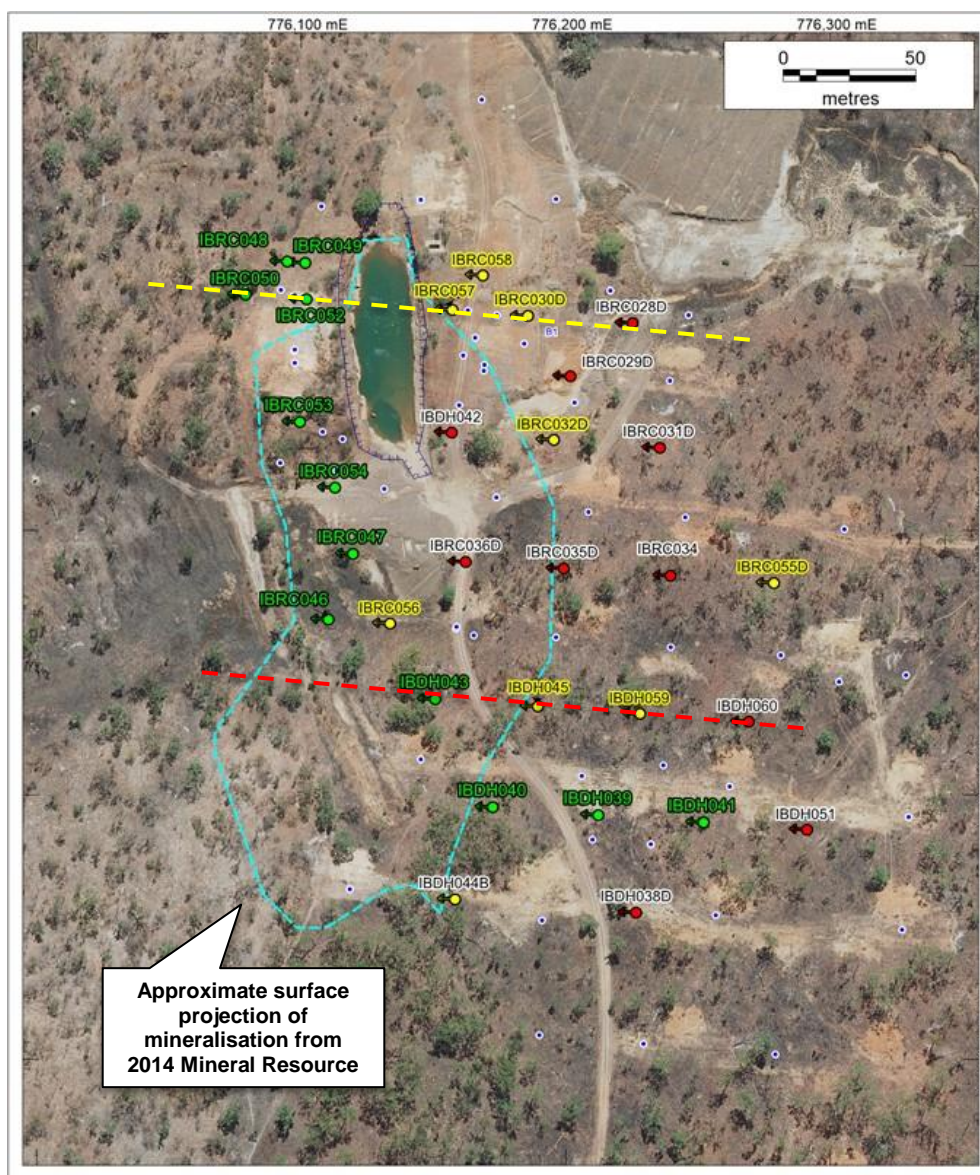 776,100 mE 776,200 mE 776,300 mE
0 50
metres
IBRC048 IBRC049
IBRC050
IBRC052
IBRC058
IBRC057
IBRC030D
IBRC028D
B1
IBRC029D
IBRC053
IBDH042
IBRC032D
IBRC031D
IBRC054
IBRC047
IBRC036D
IBRC035D
IBRC034
IBRC055D
IBRC046
IBRC056
IBDH043
IBDH045
IBDH059
IBDH060
IBDH040
IBDH039
IBDH041
IBDH051
IBDH044B
IBDH038D
Approximate surface
projection of
mineralisation from
2014 Mineral Resource